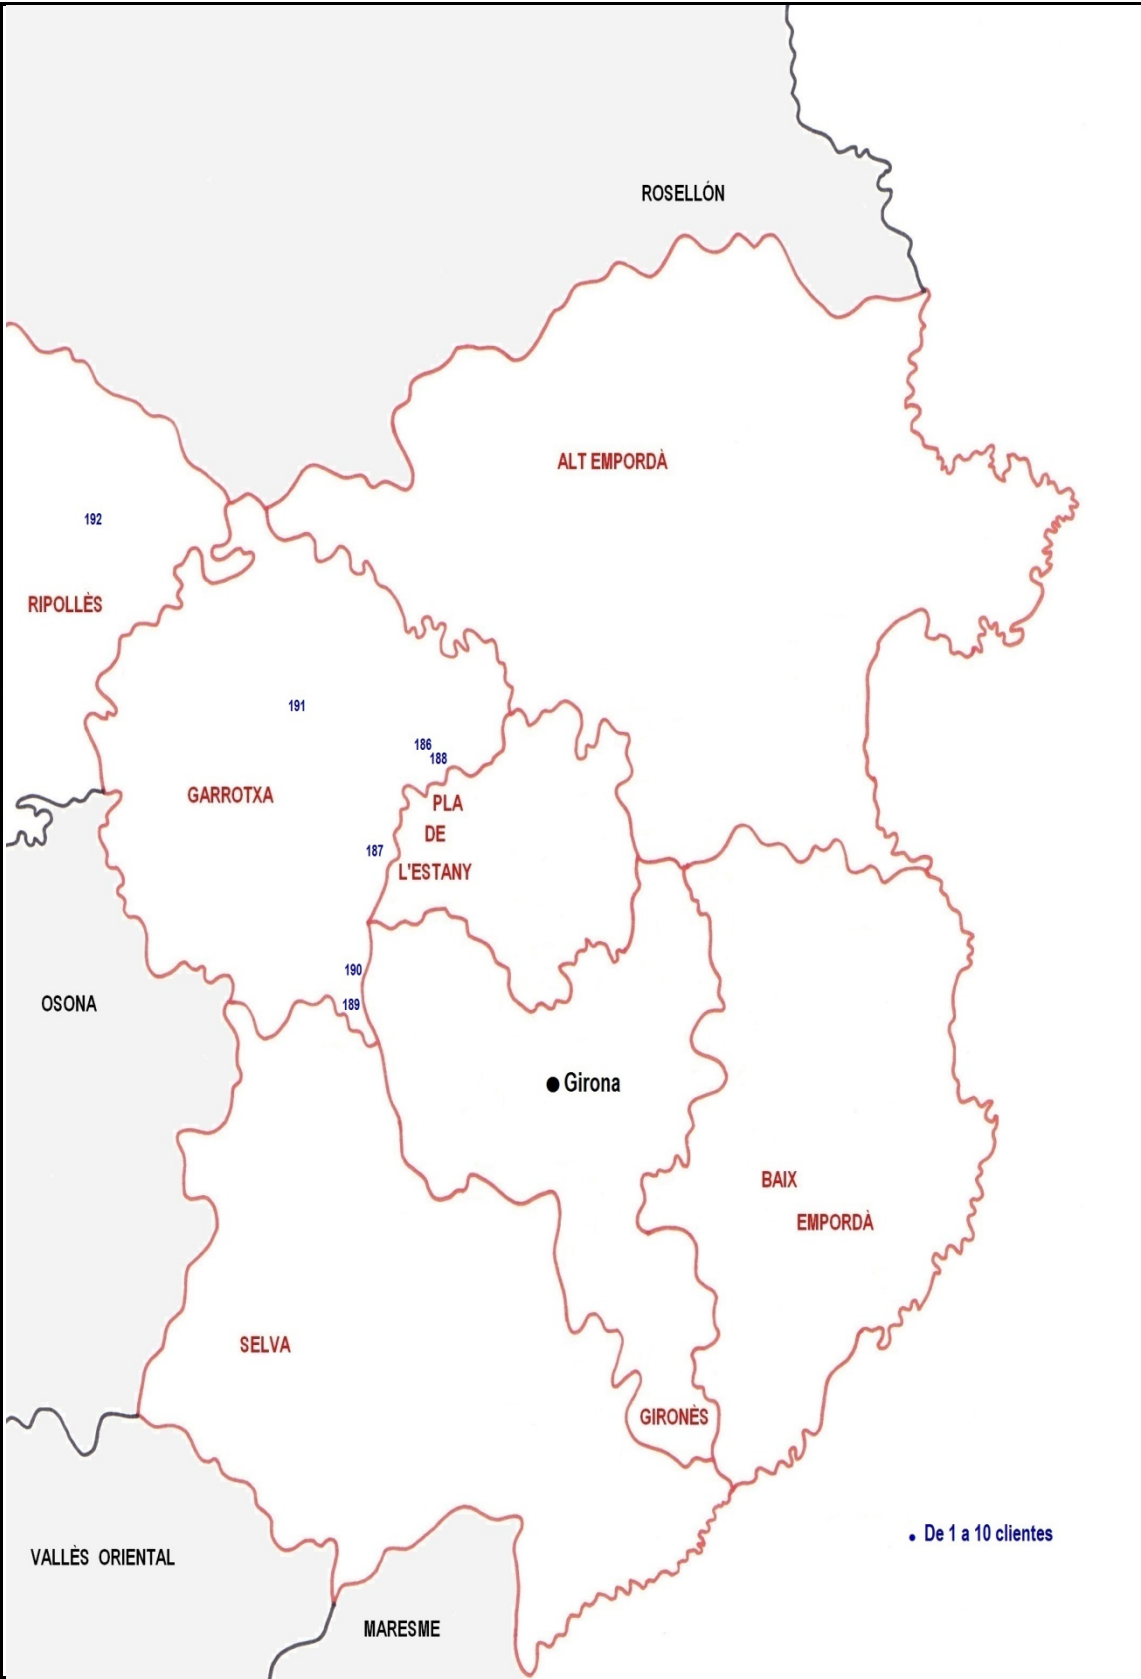 ROSELLÓN
ALT EMPORDÀ
192
RIPOLLÈS
191
186
188
GARROTXA
PLA
DE
187
L'ESTANY
190
OSONA
189
Girona
BAIX
EMPORDÀ
SELVA
GIRONÈS
De 1 a 10 clientes
VALLÈS ORIENTAL
MARESME